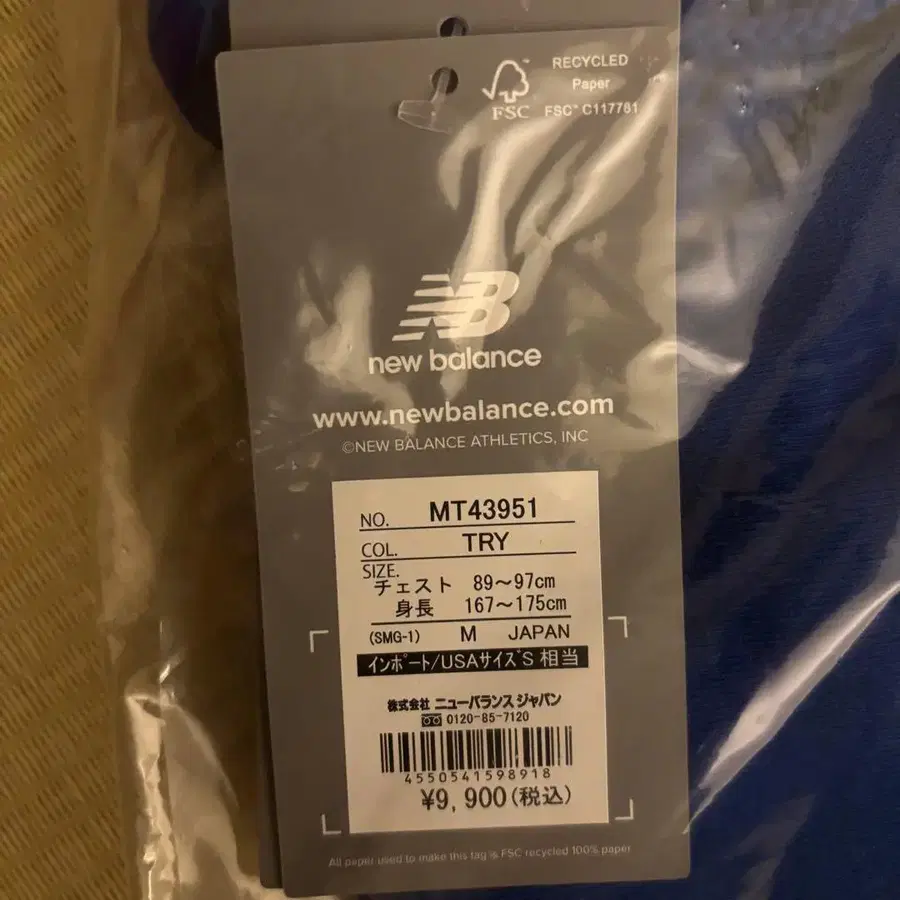 RECYCLED
Paper
FSC
FSC™ C117781
NB
new balance
www.newbalance.com
©NEW BALANCE ATHLETICS, INC
NO. MT43951
COL. TRY
SIZE.
チェスト 89～97cm
身長 167～175cm
(SMG-1) M JAPAN
インポート/USAサイズS 相当
株式会社 ニューバランス ジャパン
0120-85-7120
4550541598918
¥9,900(税込)
All paper used to make this tag is FSC recycled 100% paper